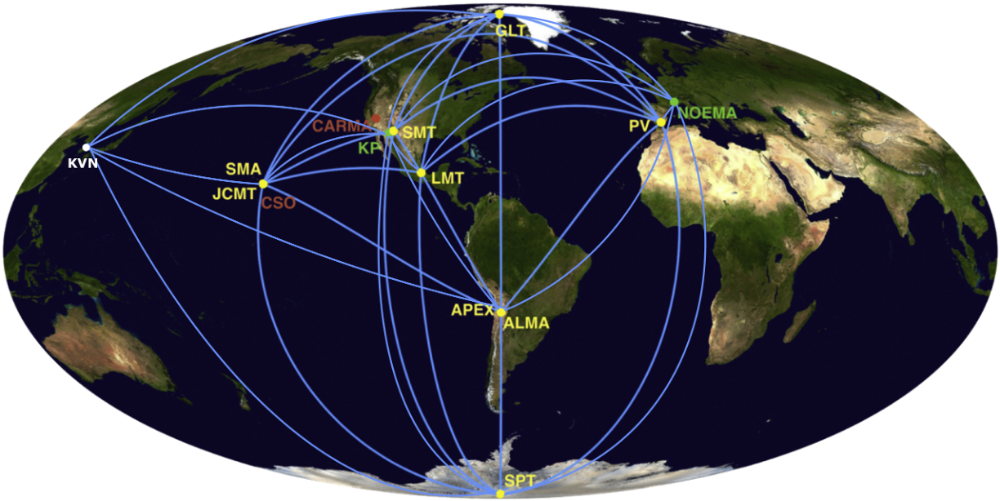 GLT
NOEMA
CARMA
PV
SMT
KP
KVN
SMA
LMT
JCMT
CSO
APEX
ALMA
SPT